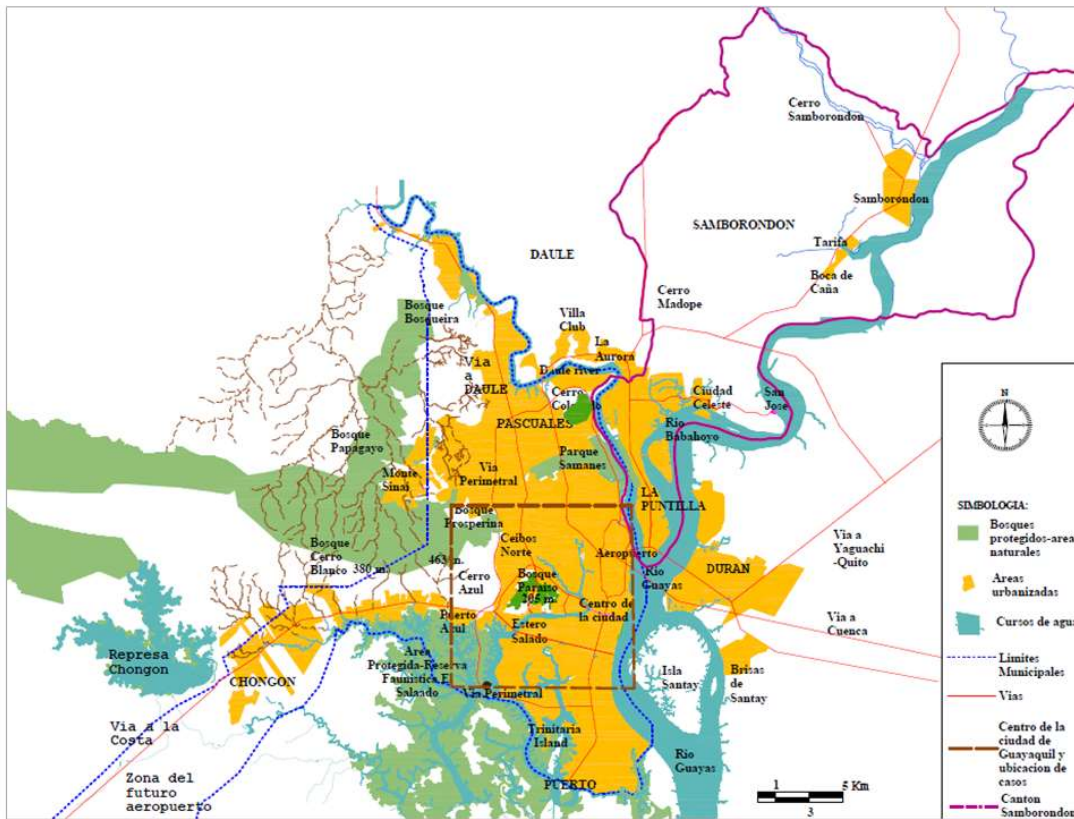 Cerro
Samborondon
Samborondon
SAMBORONDON
Tarifa
Boca de
Caña
DAULE
Cerro
Madope
Bosque
Bosqueira
Villa
Club
La
Aurora
Via
a
DAULE
Daule river
Cerro
Ciudad
Celeste
San
Jose
PASCUALES
Rio
Babahoyo
Bosque
Papagayo
Parque
Samanes
Monte
Sinai
Via
Perimetral
LA
PUNTILLA
Bosque
Prosperina
Ceibos
Norte
Bosque
Cerro
Blanco
380 m.
463 m.
Cerro
Azul
Aeropuerto
Rio
Guayas
DURAN
Via a
Yaguachi
-Quito
Bosque
Paraiso
Centro de
la ciudad
Puerto
Azul
Estero
Salado
Via a
Cuenca
Represa
Chongon
CHONGON
Area
Protegida-Reserva
Faunistica El
Via Perimetral
Isla
Santay
Brisas
de
Santay
Via a la
Costa
Trinitaria
Island
Rio
Guayas
Zona del
futuro
aeropuerto
PUERTO
1
5 Km
3
N
SIMBOLOGIA:
Bosques
protegidos-area
naturales
Areas
urbanizadas
Cursos de agua
Limites
Municipales
Vias
Centro de la
ciudad de
Guayaquil y
ubicacion de
casos
Canton
Samborondon